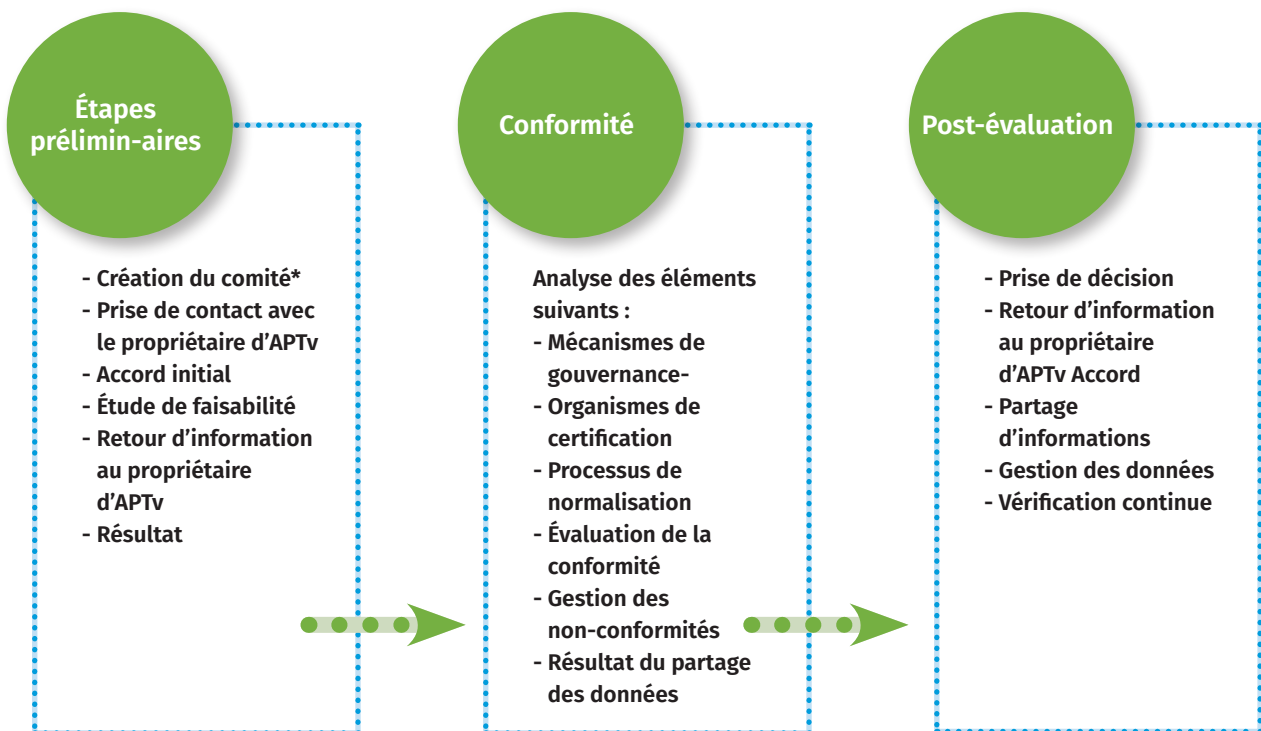 Étapes
prélimin-aires
- Création du comité*
- Prise de contact avec
le propriétaire d’APTv
- Accord initial
- Étude de faisabilité
- Retour d’information
au propriétaire
d’APTv
- Résultat
Conformité
Analyse des éléments
suivants :
- Mécanismes de
gouvernance-
- Organismes de
certification
- Processus de
normalisation
- Évaluation de la
conformité
- Gestion des
non-conformités
- Résultat du partage
des données
Post-évaluation
- Prise de décision
- Retour d’information
au propriétaire
d’APTv Accord
- Partage
d’informations
- Gestion des données
- Vérification continue